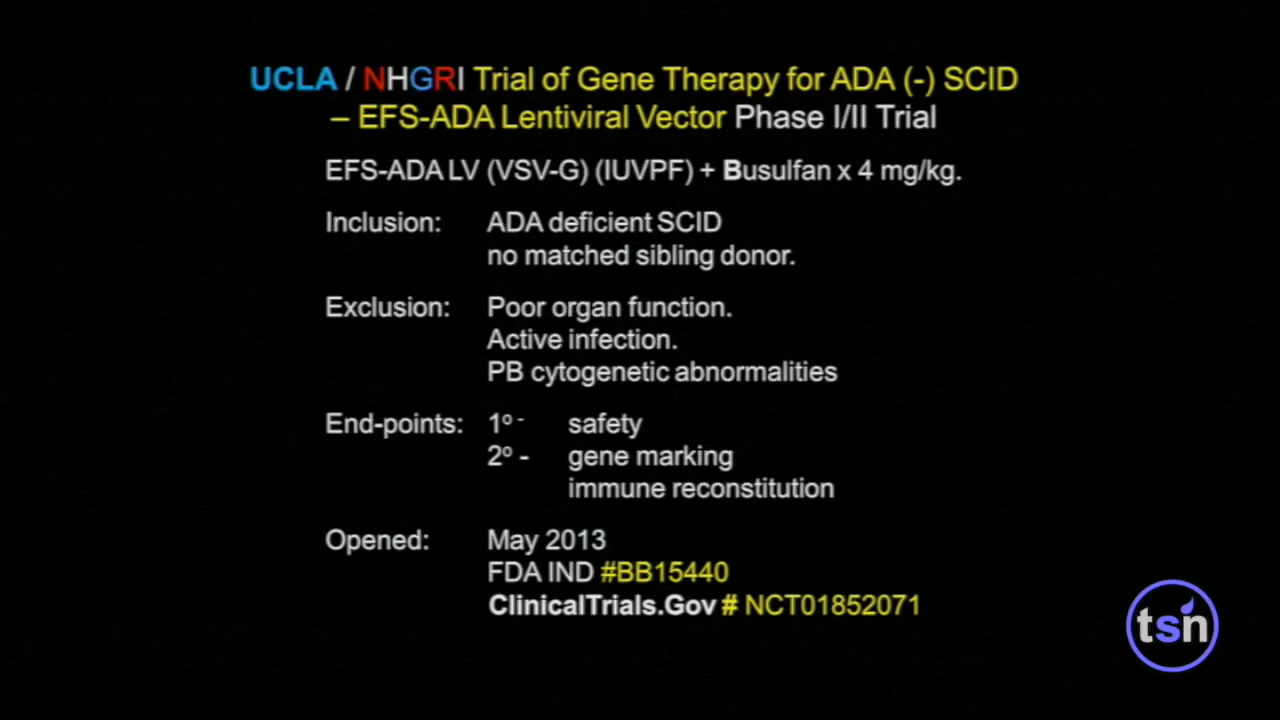 UCLA / NHGRI Trial of Gene Therapy for ADA (-) SCID
– EFS-ADA Lentiviral Vector Phase I/II Trial
EFS-ADA LV (VSV-G) (IUVPF) + Busulfan x 4 mg/kg.
Inclusion: ADA deficient SCID
no matched sibling donor.
Exclusion: Poor organ function.
Active infection.
PB cytogenetic abnormalities
End-points: 1º - safety
2º - gene marking
immune reconstitution
Opened: May 2013
FDA IND #BB15440
ClinicalTrials.Gov # NCT01852071
tsn